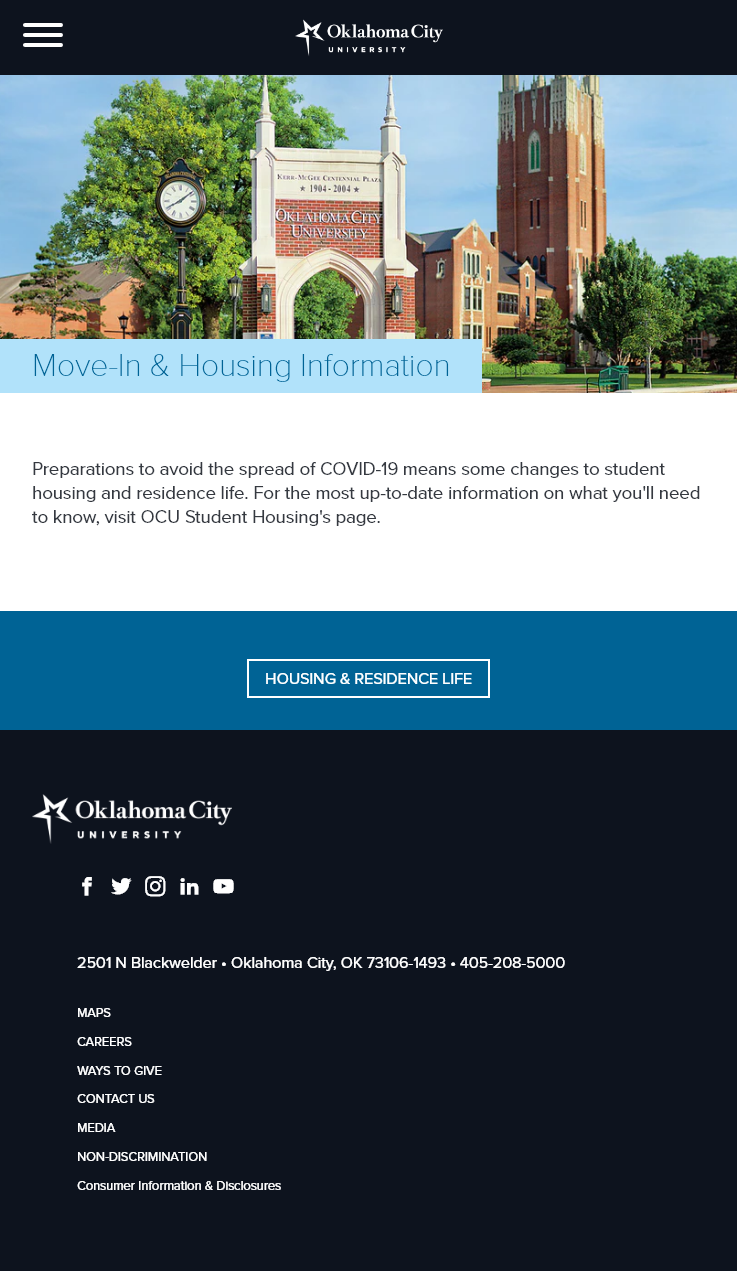 Oklahoma City
UNIVERSITY
KERR-MCGEE CENTENNIAL PLAZA
★ 1904 - 2004 ★
OKLAHOMA CITY
UNIVERSITY
Move-In & Housing Information
Preparations to avoid the spread of COVID-19 means some changes to student
housing and residence life. For the most up-to-date information on what you'll need
to know, visit OCU Student Housing's page.
HOUSING & RESIDENCE LIFE
Oklahoma City
UNIVERSITY
2501 N Blackwelder • Oklahoma City, OK 73106-1493 • 405-208-5000
MAPS
CAREERS
WAYS TO GIVE
CONTACT US
MEDIA
NON-DISCRIMINATION
Consumer Information & Disclosures